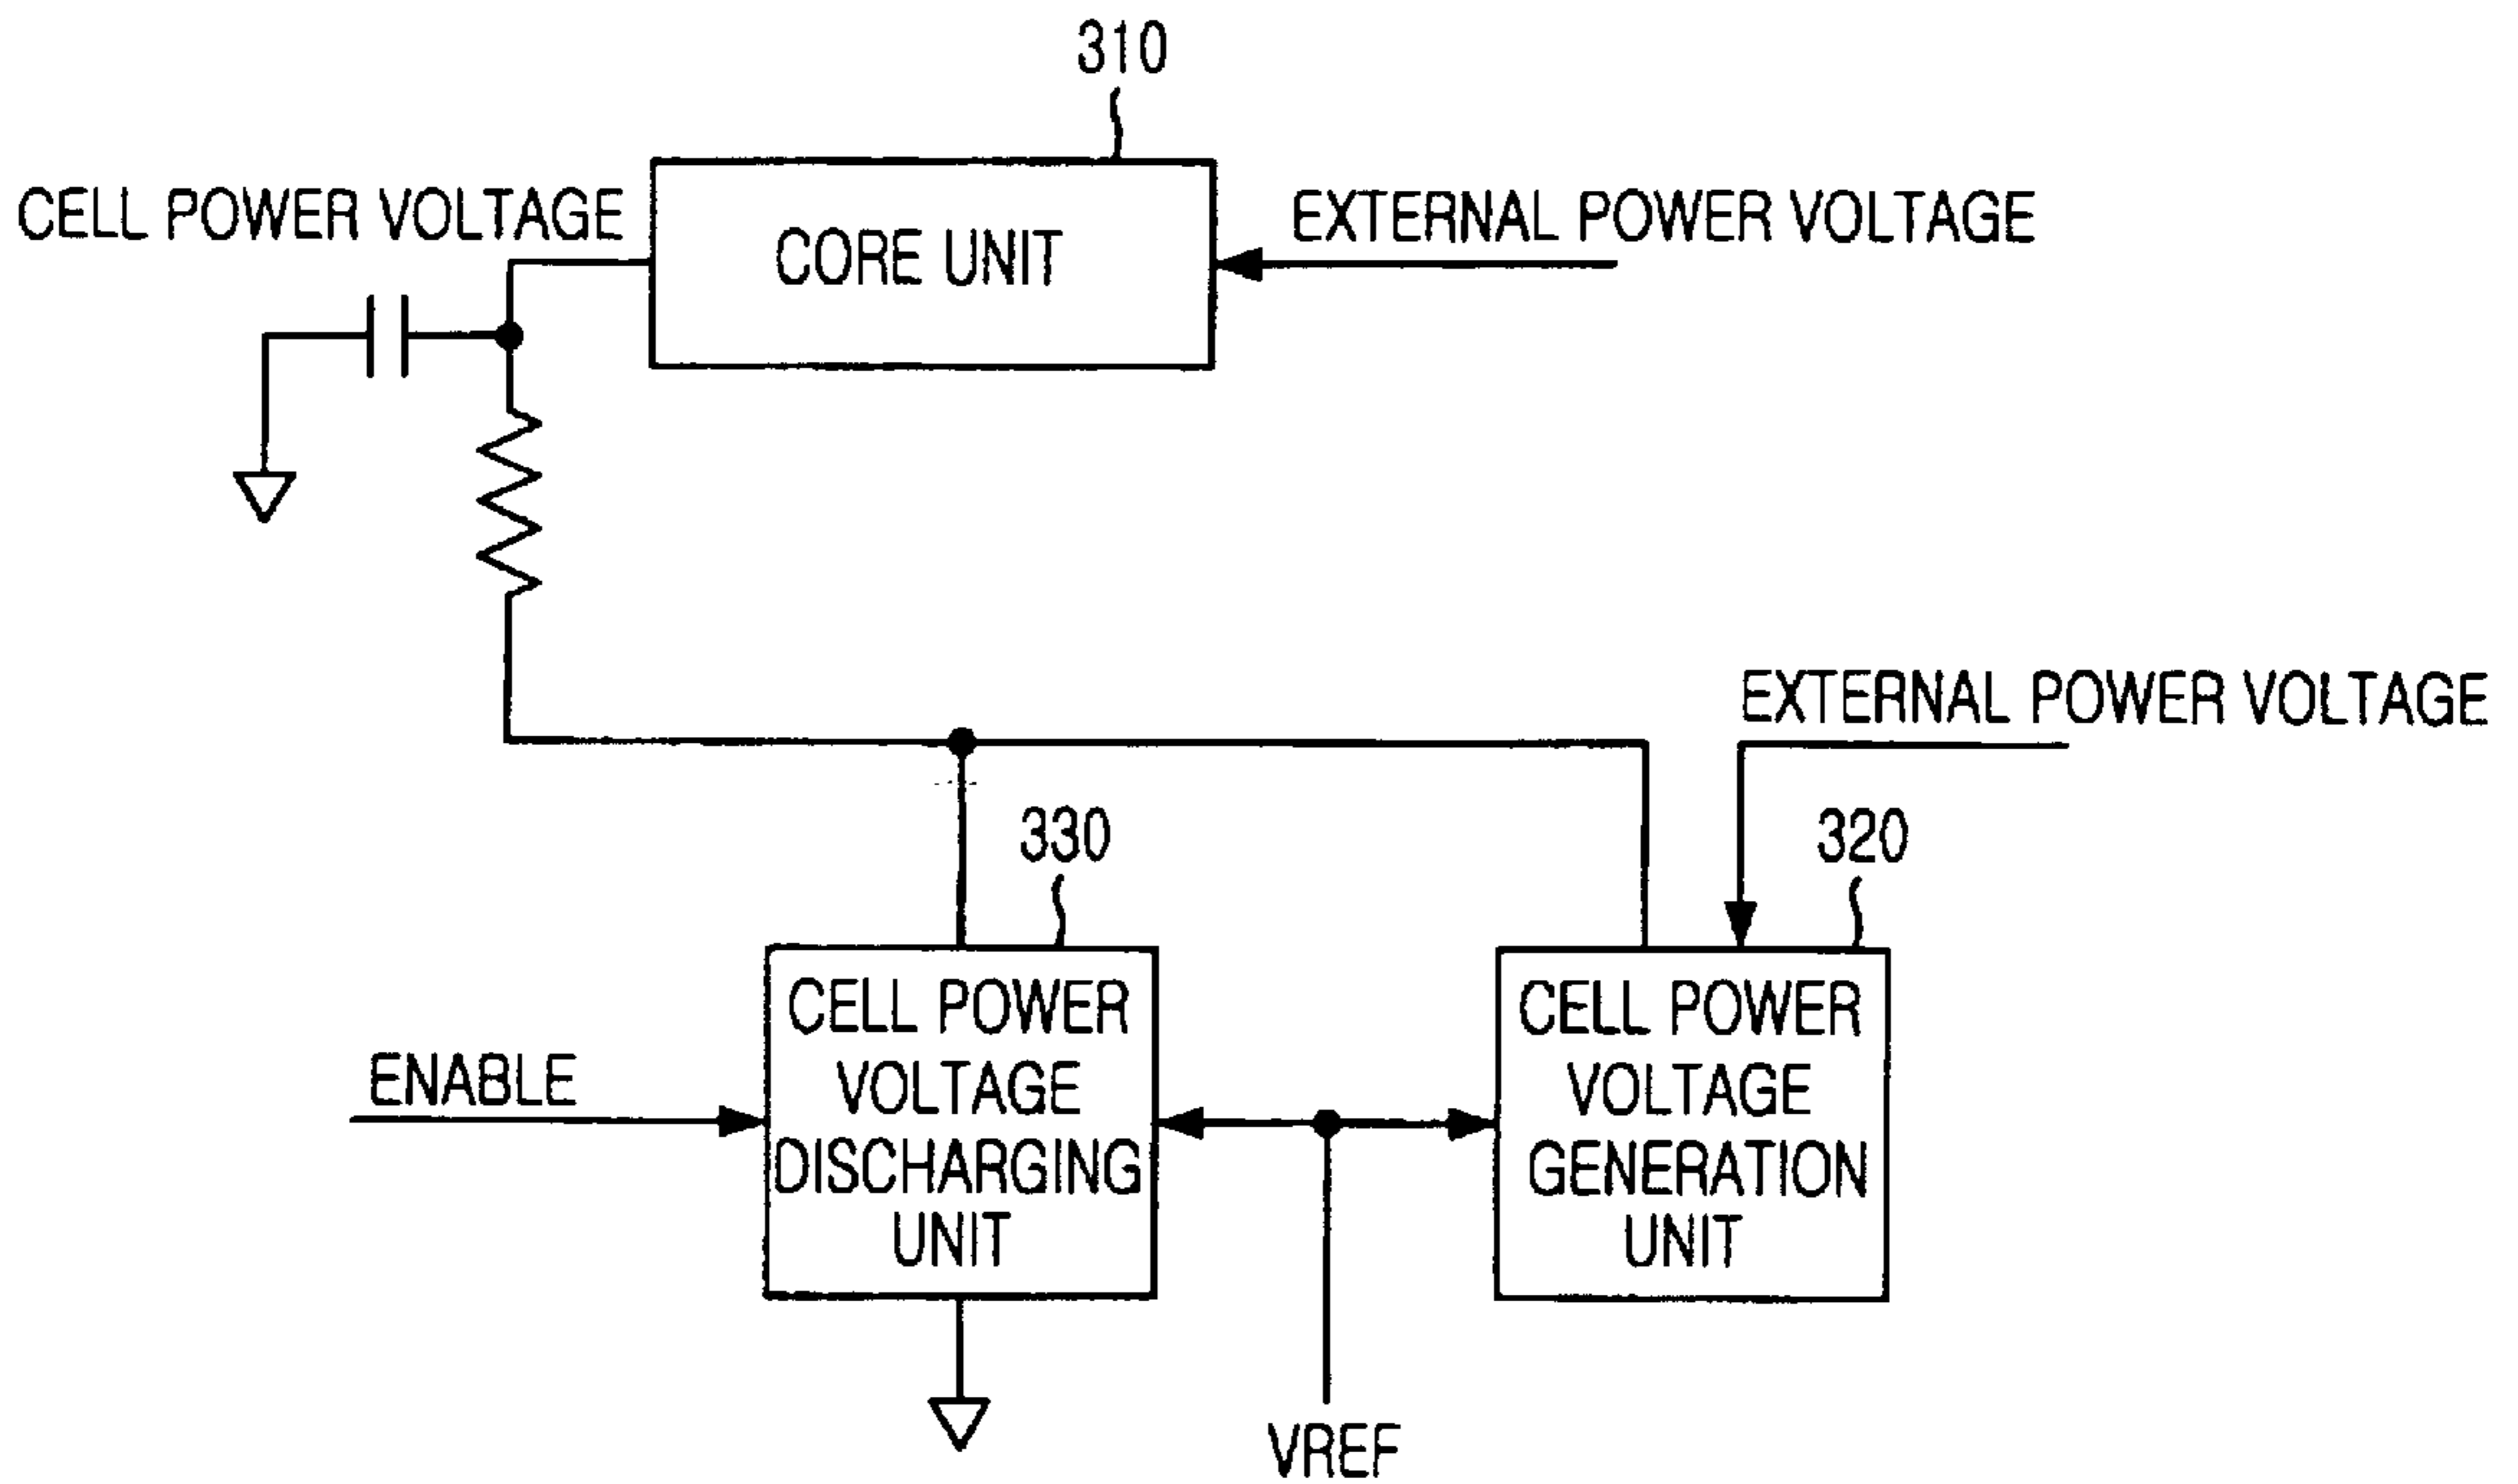 310
CELL POWER VOLTAGE
CORE UNIT
EXTERNAL POWER VOLTAGE
EXTERNAL POWER VOLTAGE
330
320
ENABLE
CELL POWER
VOLTAGE
DISCHARGING
UNIT
CELL POWER
VOLTAGE
GENERATION
UNIT
VREF